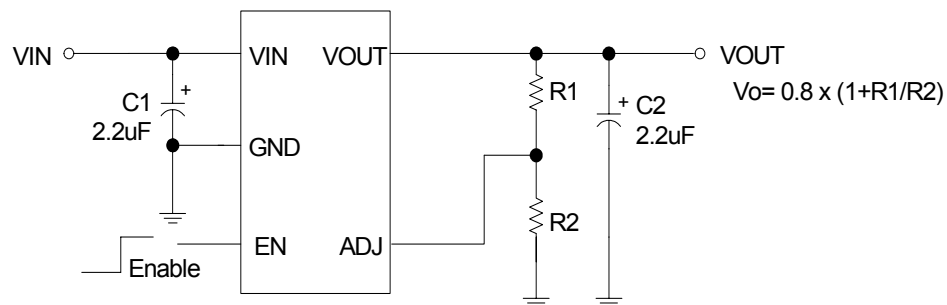 VIN
VIN
VOUT
VOUT
Vo= 0.8 x (1+R1/R2)
+
C1
2.2uF
R1
+
C2
2.2uF
GND
R2
EN
ADJ
Enable